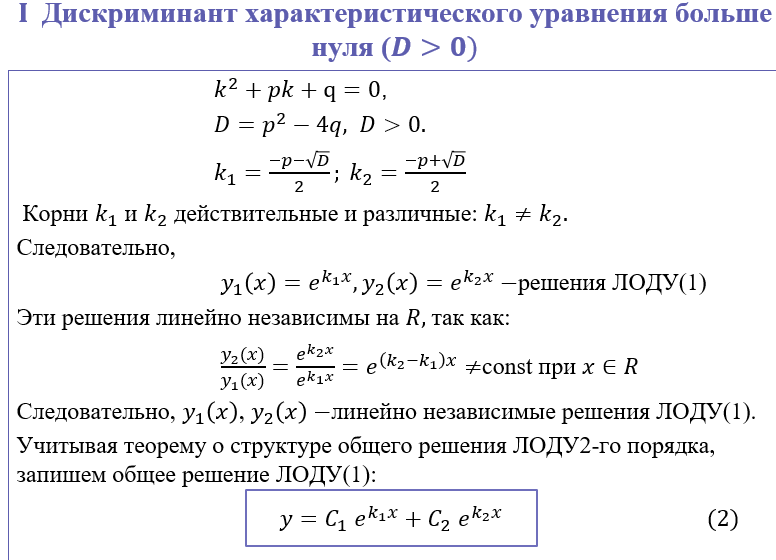 I Дискриминант характеристического уравнения больше
нуля (D > 0)
k² + pk + q = 0,
D = p² − 4q, D > 0.
k₁ = (−p−√D)/2; k₂ = (−p+√D)/2
Корни k₁ и k₂ действительные и различные: k₁ ≠ k₂.
Следовательно,
y₁(x) = e^(k₁x), y₂(x) = e^(k₂x) −решения ЛОДУ(1)
Эти решения линейно независимы на R, так как:
y₂(x)/y₁(x) = e^(k₂x)/e^(k₁x) = e^((k₂−k₁)x) ≠const при x ∈ R
Следовательно, y₁(x), y₂(x) −линейно независимые решения ЛОДУ(1).
Учитывая теорему о структуре общего решения ЛОДУ2-го порядка,
запишем общее решение ЛОДУ(1):
y = C₁ e^(k₁x) + C₂ e^(k₂x) (2)